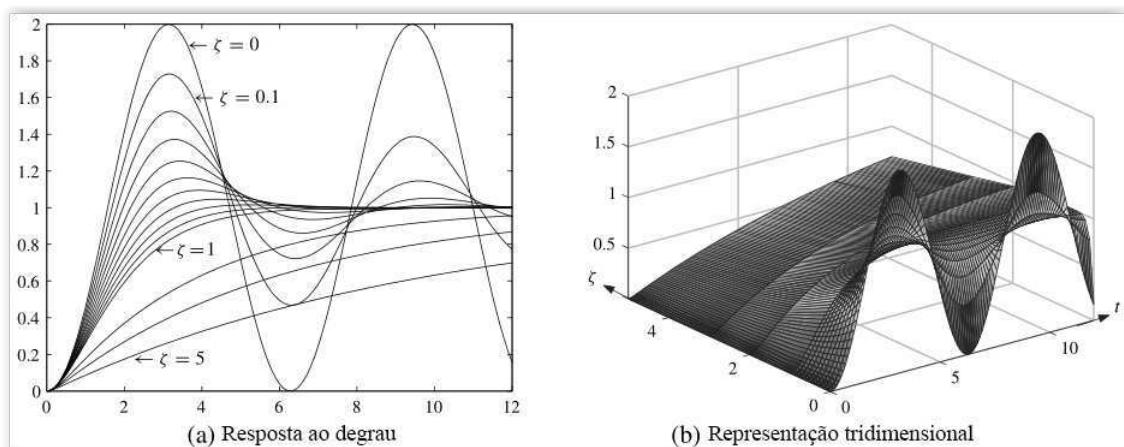 2
1.8
1.6
1.4
1.2
1
0.8
0.6
0.4
0.2
0
0 2 4 6 8 10 12
← ζ = 0
← ζ = 0.1
← ζ = 1
← ζ = 5
(a) Resposta ao degrau
2
1.5
1
0.5
ζ
4
2
0
0
5
10
t
(b) Representação tridimensional